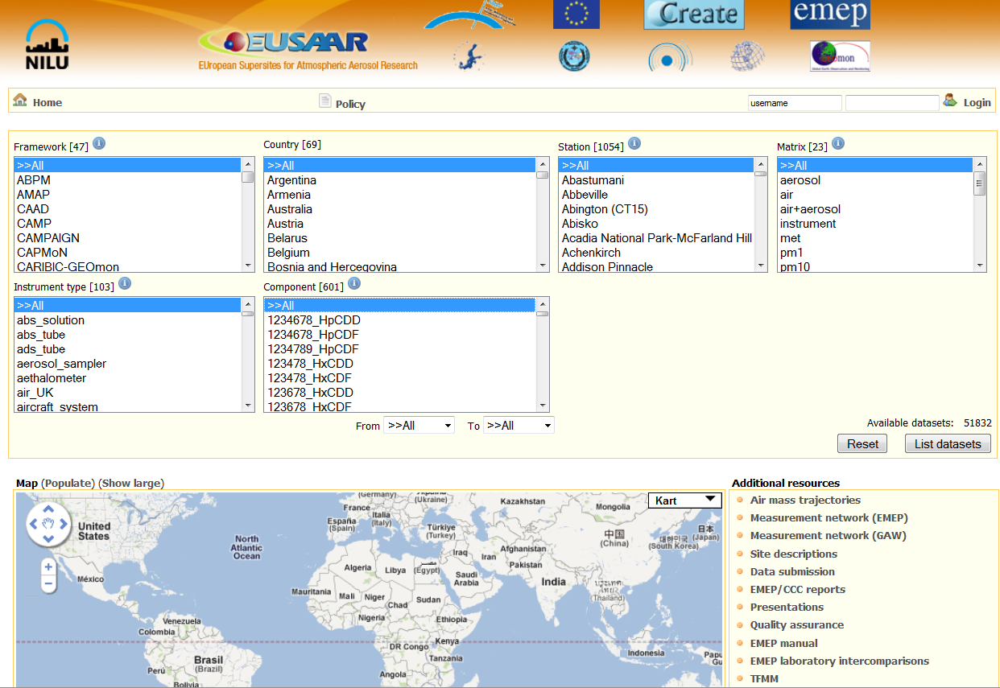 NILU
EUSAAR
EUropean Supersites for Atmospheric Aerosol Research
Create
emep
mon
Home
Policy
username
Login
Framework [47]
>>All
ABPM
AMAP
CAAD
CAMP
CAMPAIGN
CAPMoN
CARIBIC-GEOmon
Country [69]
>>All
Argentina
Armenia
Australia
Austria
Belarus
Belgium
Bosnia and Hercegovina
Station [1054]
>>All
Abastumani
Abbeville
Abington (CT15)
Abisko
Acadia National Park-McFarland Hill
Achenkirch
Addison Pinnacle
Matrix [23]
>>All
aerosol
air
air+aerosol
instrument
met
pm1
pm10
Instrument type [103]
>>All
abs_solution
abs_tube
ads_tube
aerosol_sampler
aethalometer
air_UK
aircraft_system
Component [601]
>>All
1234678_HpCDD
1234678_HpCDF
1234789_HpCDF
123478_HxCDD
123478_HxCDF
123678_HxCDD
123678_HxCDF
From >>All To >>All
Available datasets: 51832
Reset
List datasets
Map (Populate) (Show large)
Kart
(Germany)
(Ukraine)
Kazakhstan
Mongolia
France
Italia
(Italy)
España
(Spain)
Türkiye
(Turkey)
中国
(China)
대한민국
(South Korea)
日本
(Japan)
United
States
North
Atlantic
Ocean
Iraq
Iran
Afghanistan
Pakistan
Algeria
Libya
(Egypt)
Saudi
Arabia
India
(Thailand)
México
Mauritania
Mali
Niger
Chad
Sudan
Nigeria
Ethiopia
Venezuela
Colombia
DR Congo
Kenya
Tanzania
Indonesia
Brasil
(Brazil)
Perú
Angola
Bolivia
Additional resources
Air mass trajectories
Measurement network (EMEP)
Measurement network (GAW)
Site descriptions
Data submission
EMEP/CCC reports
Presentations
Quality assurance
EMEP manual
EMEP laboratory intercomparisons
TFMM